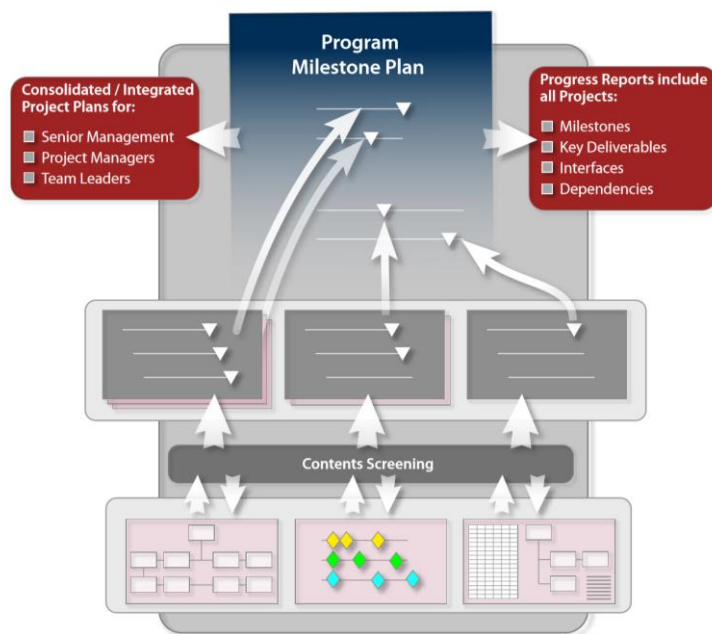 Program
Milestone Plan
Consolidated / Integrated
Project Plans for:
Senior Management
Project Managers
Team Leaders
Progress Reports include
all Projects:
Milestones
Key Deliverables
Interfaces
Dependencies
Contents Screening